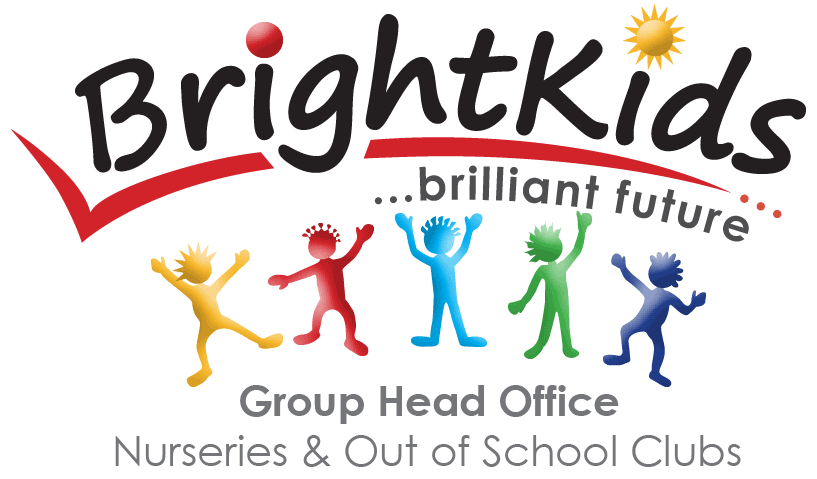 BrightKids
...brilliant future...
Group Head Office
Nurseries & Out of School Clubs